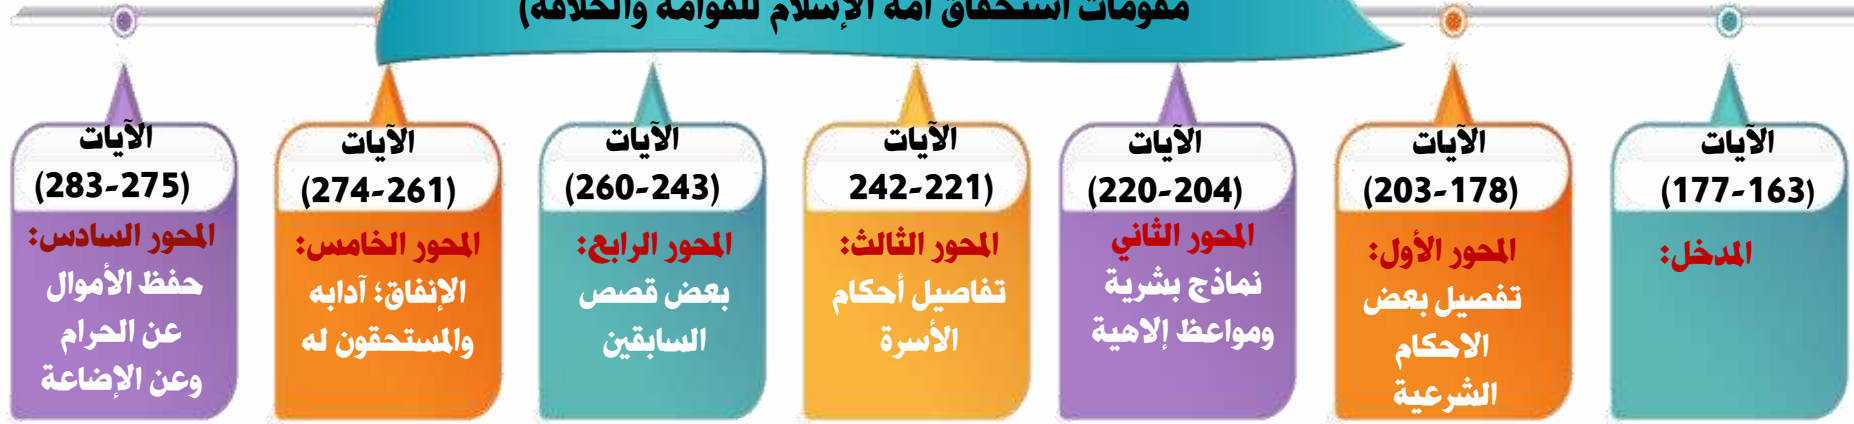 مقومات استحقاق أمة الإسلام للقوامة والخلافة)
الآيات
(163-177)
المدخل:
الآيات
(178-203)
المحور الأول:
تفصيل بعض
الاحكام
الشرعية
الآيات
(204-220)
المحور الثاني
نماذج بشرية
ومواعظ إلاهية
الآيات
221-242)
المحور الثالث:
تفاصيل أحكام
الأسرة
الآيات
(243-260)
المحور الرابع:
بعض قصص
السابقين
الآيات
(261-274)
المحور الخامس:
الإنفاق؛ آدابه
والمستحقون له
الآيات
(275-283)
المحور السادس:
حفظ الأموال
عن الحرام
وعن الإضاعة